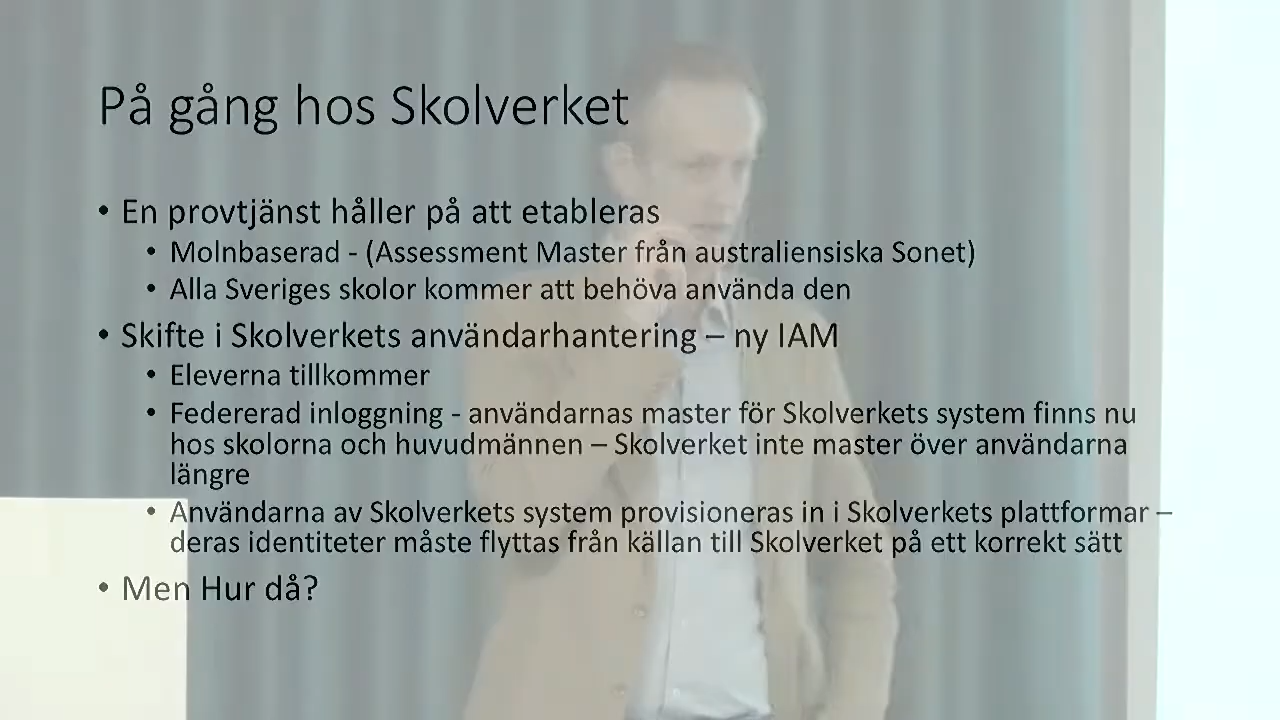 På gång hos Skolverket
• En provtjänst håller på att etableras
• Molnbaserad - (Assessment Master från australiensiska Sonet)
• Alla Sveriges skolor kommer att behöva använda den
• Skifte i Skolverkets användarhantering – ny IAM
• Eleverna tillkommer
• Federerad inloggning - användarnas master för Skolverkets system finns nu
hos skolorna och huvudmännen – Skolverket inte master över användarna
längre
• Användarna av Skolverkets system provisioneras in i Skolverkets plattformar –
deras identiteter måste flyttas från källan till Skolverket på ett korrekt sätt
• Men Hur då?